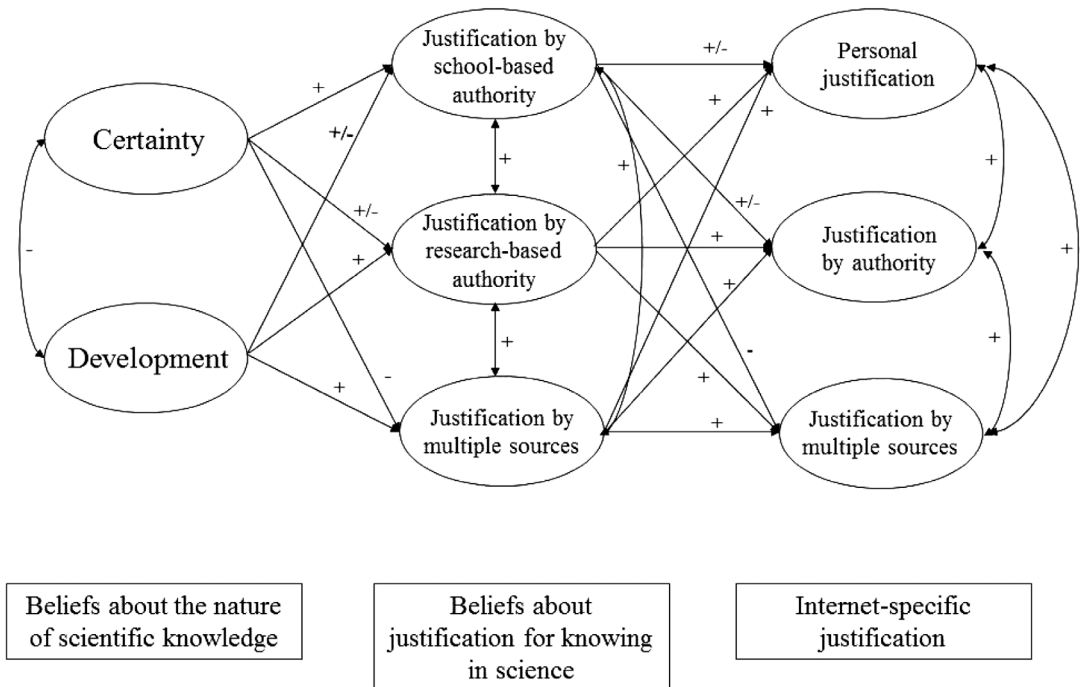 Justification by
school-based
authority
+/-
Personal
justification
+
+
+
Certainty
+/-
+
+
+
Justification by
research-based
authority
+/-
+/-
+
Justification
by authority
-
+
+
+
Development
+
+
-
+
-
+
Justification by
multiple sources
+
Justification by
multiple sources
Beliefs about the nature
of scientific knowledge
Beliefs about
justification for knowing
in science
Internet-specific
justification